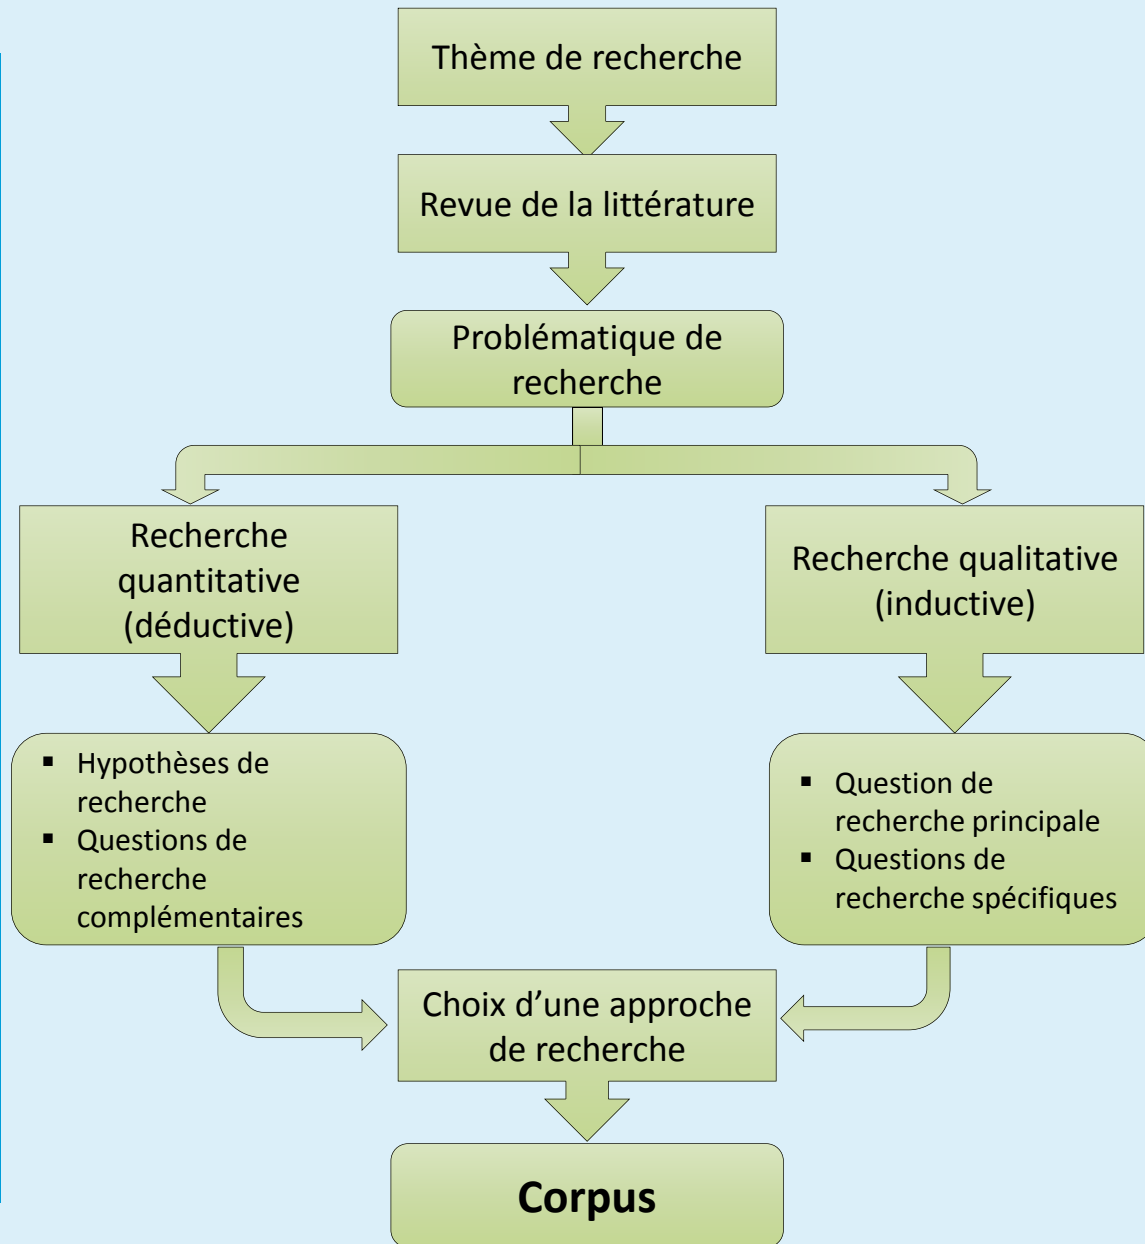 Thème de recherche
Revue de la littérature
Problématique de
recherche
Recherche
quantitative
(déductive)
Recherche qualitative
(inductive)
▪ Hypothèses de
recherche
▪ Questions de
recherche
complémentaires
▪ Question de
recherche principale
▪ Questions de
recherche spécifiques
Choix d’une approche
de recherche
Corpus